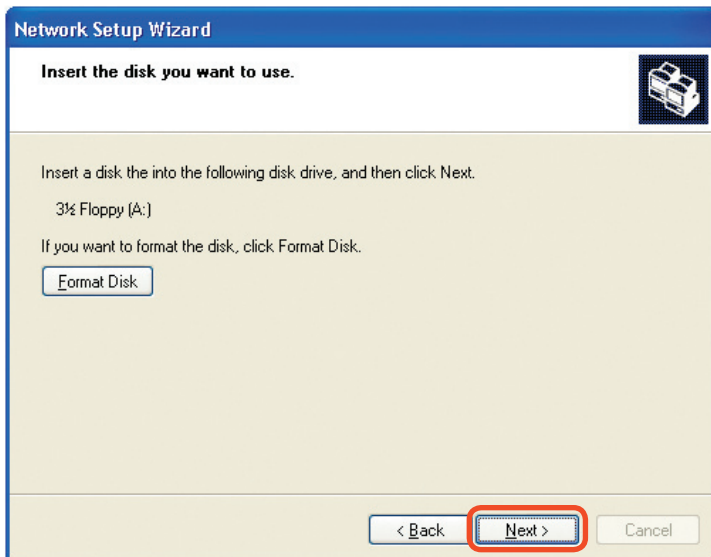 Network Setup Wizard
Insert the disk you want to use.
Insert a disk the into the following disk drive, and then click Next.
3½ Floppy (A:)
If you want to format the disk, click Format Disk.
Format Disk
< Back Next > Cancel